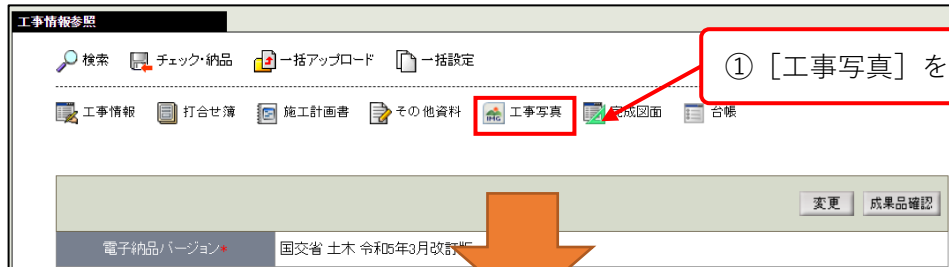 工事情報参照
検索 チェック・納品 一括アップロード 一括設定
① [工事写真] を
工事情報 打合せ簿 施工計画書 その他資料 IMG 工事写真 完成図面 台帳
変更 成果品確認
電子納品バージョン* 国交省 土木 令和5年3月改訂版